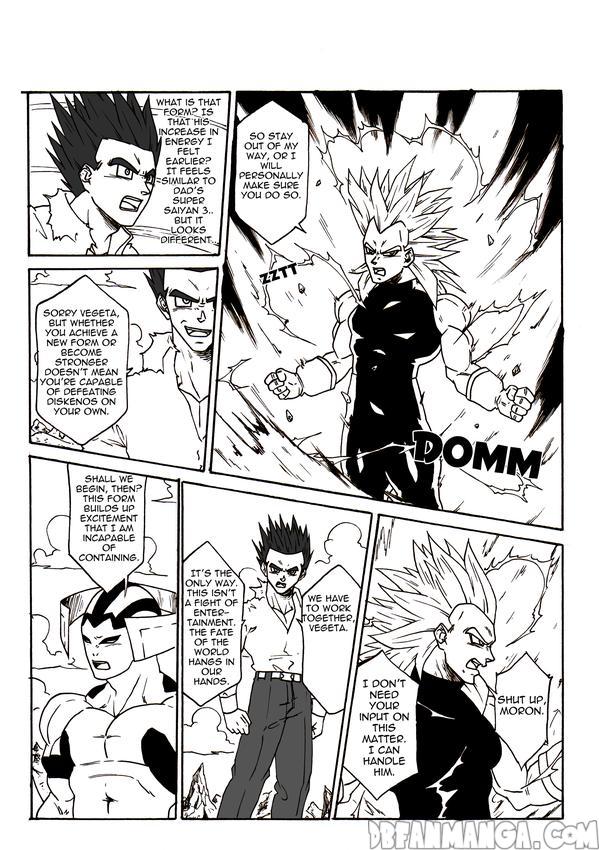 WHAT IS THAT
FORM? IS
THAT HIS
INCREASE IN
ENERGY I
FELT
EARLIER?
IT FEELS
SIMILAR TO
DAD'S
SUPER
SAIYAN 3..
BUT IT
LOOKS
DIFFERENT.
SO STAY
OUT OF MY
WAY, OR I
WILL
PERSONALLY
MAKE SURE
YOU DO SO.
ZZTT
DOMM
SORRY VEGETA,
BUT WHETHER
YOU ACHIEVE A
NEW FORM OR
BECOME
STRONGER
DOESN'T MEAN
YOU'RE CAPABLE
OF DEFEATING
DISKENOS ON
YOUR OWN.
SHALL WE
BEGIN, THEN?
THIS FORM
BUILDS UP
EXCITEMENT
THAT I AM
INCAPABLE
OF
CONTAINING.
WE HAVE
TO WORK
TOGETHER,
VEGETA.
IT'S THE
ONLY WAY.
THIS ISN'T
A FIGHT OF
ENTER-
TAINMENT.
THE FATE
OF THE
WORLD
HANGS IN
OUR
HANDS.
SHUT UP,
MORON.
I DON'T
NEED
YOUR
INPUT ON
THIS
MATTER.
I CAN
HANDLE
HIM.
DBFANMANGA.COM